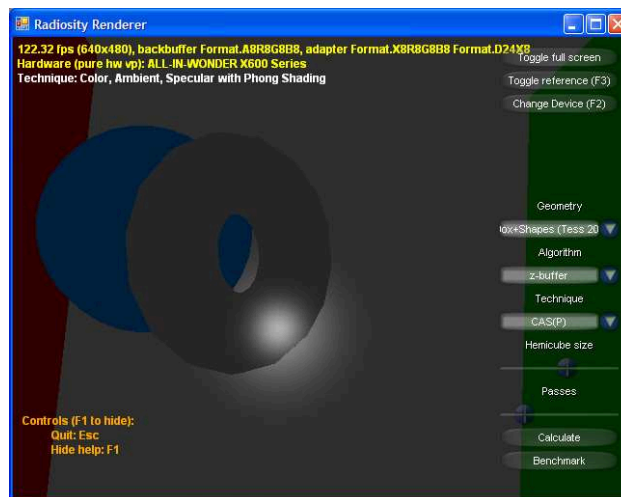 Radiosity Renderer
122.32 fps (640x480), backbuffer Format.A8R8G8B8, adapter Format.X8R8G8B8 Format.D24X8
Hardware (pure hw vp): ALL-IN-WONDER X600 Series
Technique: Color, Ambient, Specular with Phong Shading
Toggle full screen
Toggle reference (F3)
Change Device (F2)
Geometry
ox+Shapes (Tess 20
Algorithm
z-buffer
Technique
CAS(P)
Hemicube size
Passes
Calculate
Benchmark
Controls (F1 to hide):
Quit: Esc
Hide help: F1